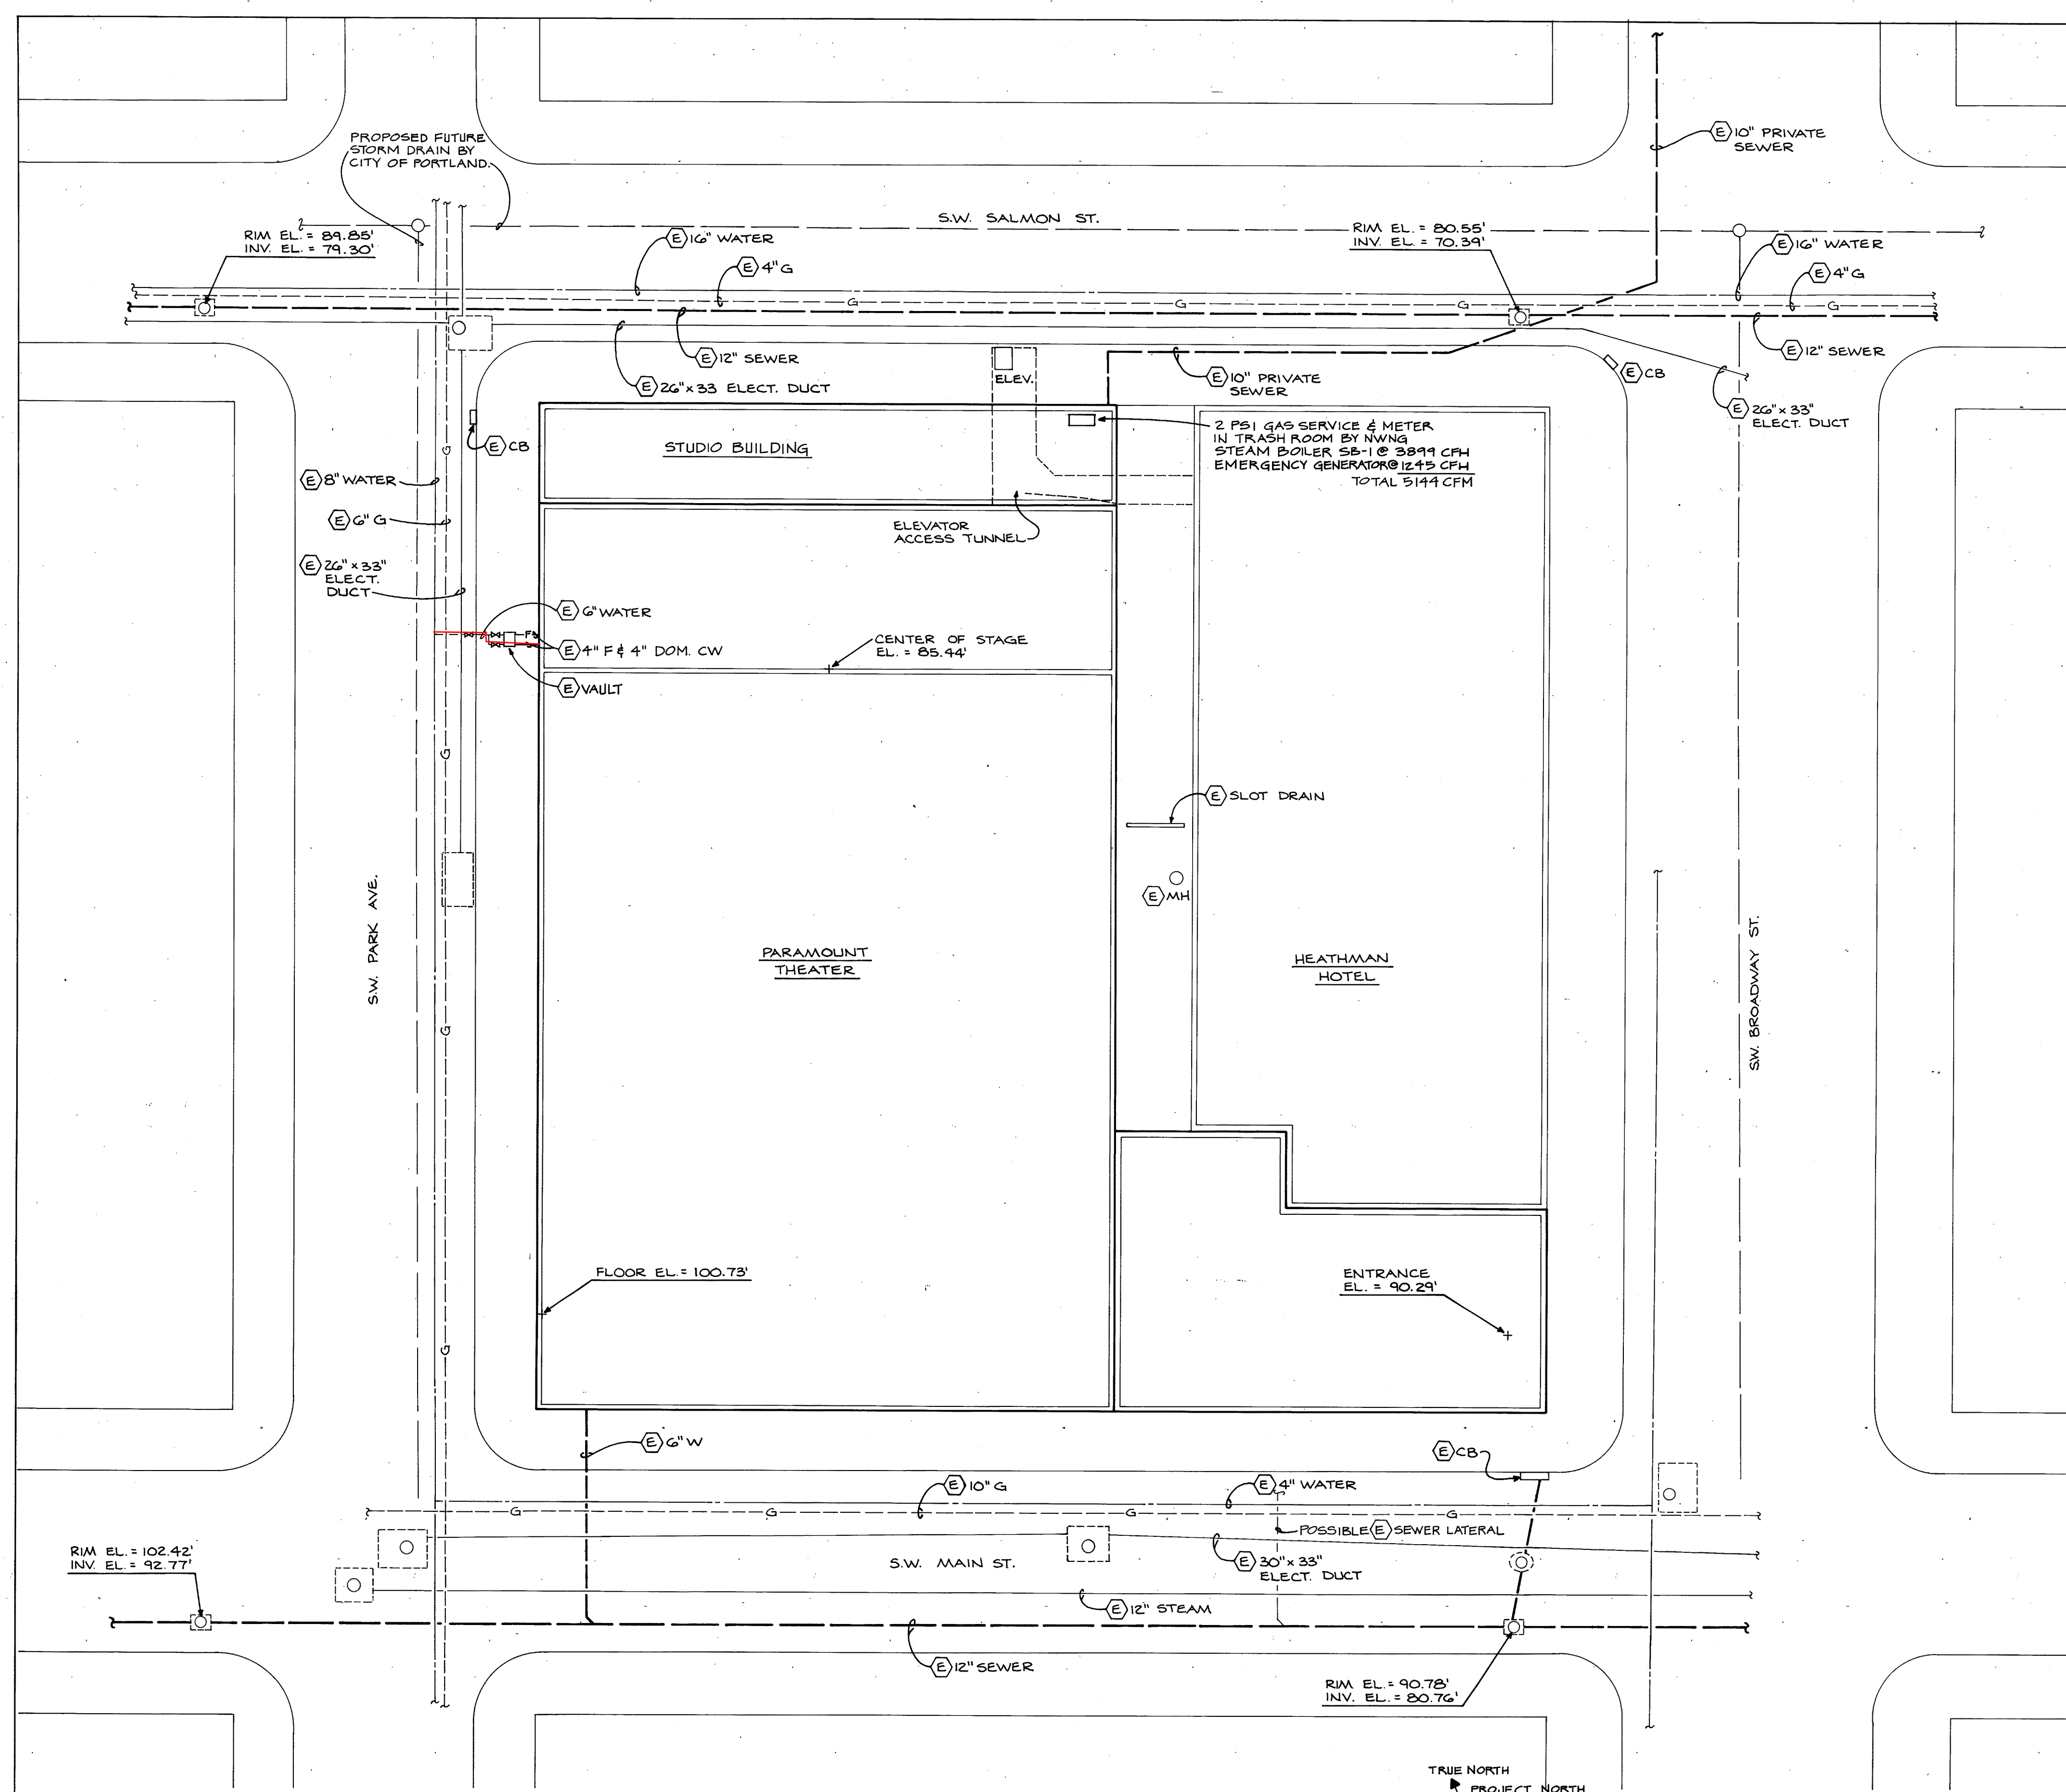 PROPOSED FUTURE
STORM DRAIN BY
CITY OF PORTLAND.
E 10" PRIVATE
SEWER
S.W. SALMON ST.
RIM EL. = 89.85'
INV. EL. = 79.30'
E 16" WATER
E 4" G
RIM EL. = 80.55'
INV. EL. = 70.39'
E 16" WATER
E 4" G
G
G
G
G
E 12" SEWER
E 26" x 33 ELECT. DUCT
ELEV.
E 10" PRIVATE
SEWER
E CB
E 12" SEWER
E 26" x 33"
ELECT. DUCT
E CB
STUDIO BUILDING
2 PSI GAS SERVICE & METER
IN TRASH ROOM BY NWNG
STEAM BOILER SB-1 @ 3899 CFH
EMERGENCY GENERATOR @ 1245 CFH
TOTAL 5144 CFM
G
E 8" WATER
E 6" G
ELEVATOR
ACCESS TUNNEL
E 26" x 33"
ELECT.
DUCT
E 6" WATER
F
E 4" F & 4" DOM. CW
E VAULT
CENTER OF STAGE
EL. = 85.44'
G
E SLOT DRAIN
E MH
S.W. PARK AVE.
PARAMOUNT
THEATER
HEATHMAN
HOTEL
S.W. BROADWAY ST.
G
FLOOR EL. = 100.73'
ENTRANCE
EL. = 90.29'
G
E 6" W
E CB
E 10" G
E 4" WATER
G
G
G
G
POSSIBLE E SEWER LATERAL
RIM EL. = 102.42'
INV. EL. = 92.77'
S.W. MAIN ST.
E 30" x 33"
ELECT. DUCT
E 12" STEAM
E 12" SEWER
RIM EL. = 90.78'
INV. EL. = 80.76'
TRUE NORTH
PROJECT NORTH